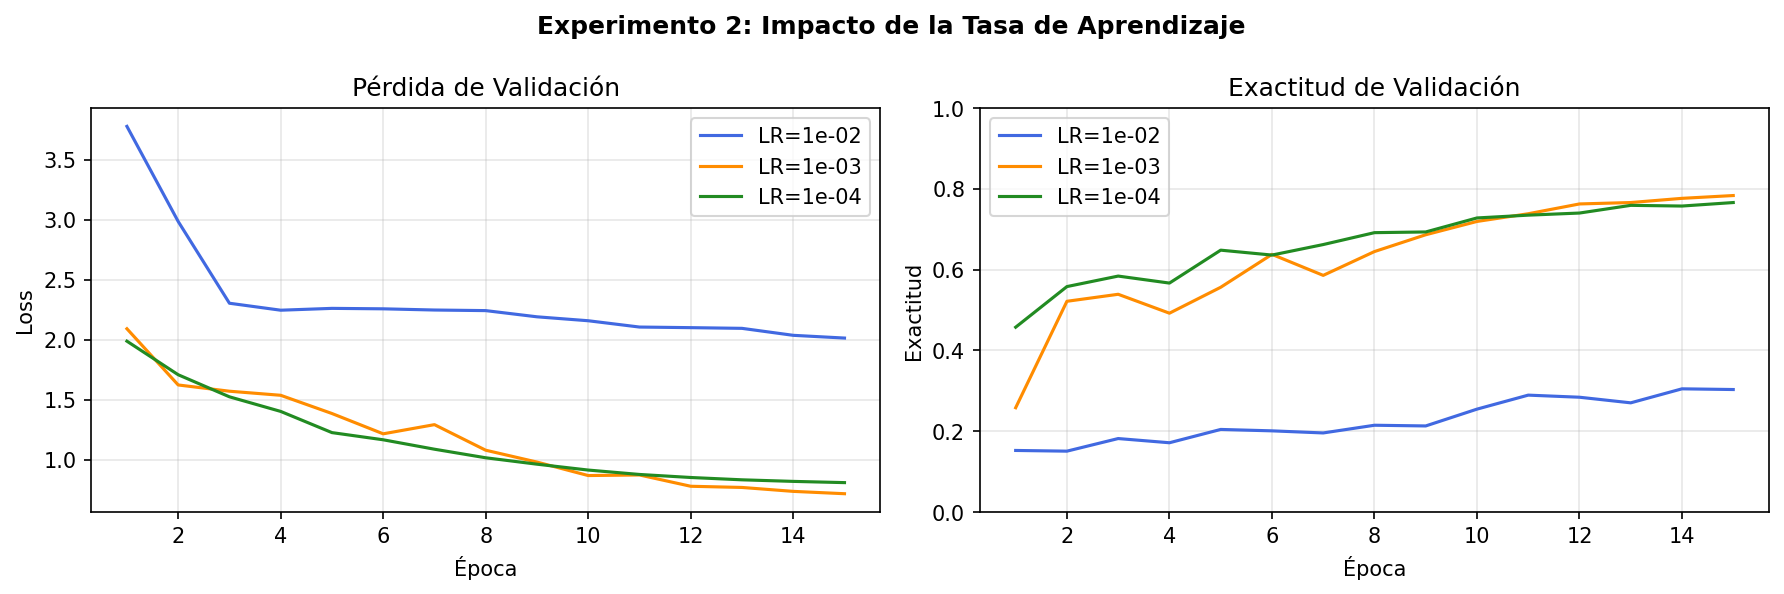 Experimento 2: Impacto de la Tasa de Aprendizaje
Pérdida de Validación
Loss
3.5
3.0
2.5
2.0
1.5
1.0
LR=1e-02
LR=1e-03
LR=1e-04
2 4 6 8 10 12 14
Época
Exactitud de Validación
Exactitud
1.0
0.8
0.6
0.4
0.2
0.0
LR=1e-02
LR=1e-03
LR=1e-04
2 4 6 8 10 12 14
Época